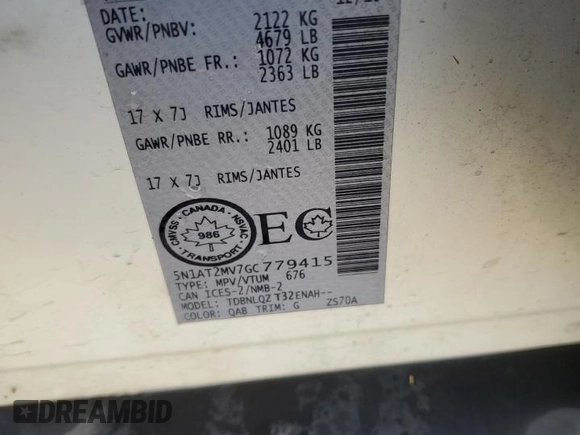 DATE:
GVWR/PNBV: 2122 KG
4679 LB
GAWR/PNBE FR.: 1072 KG
2363 LB
17 X 7J RIMS/JANTES
GAWR/PNBE RR.: 1089 KG
2401 LB
17 X 7J RIMS/JANTES
CMVSS - CANADA - NSVAC
986
TRANSPORT
EC
5N1AT2MV7GC779415
TYPE: MPV/VTUM 676
CAN ICES-2/NMB-2
MODEL: TDBNLQZ T32ENAH--
COLOR: QAB TRIM: G ZS70A
DREAMBID